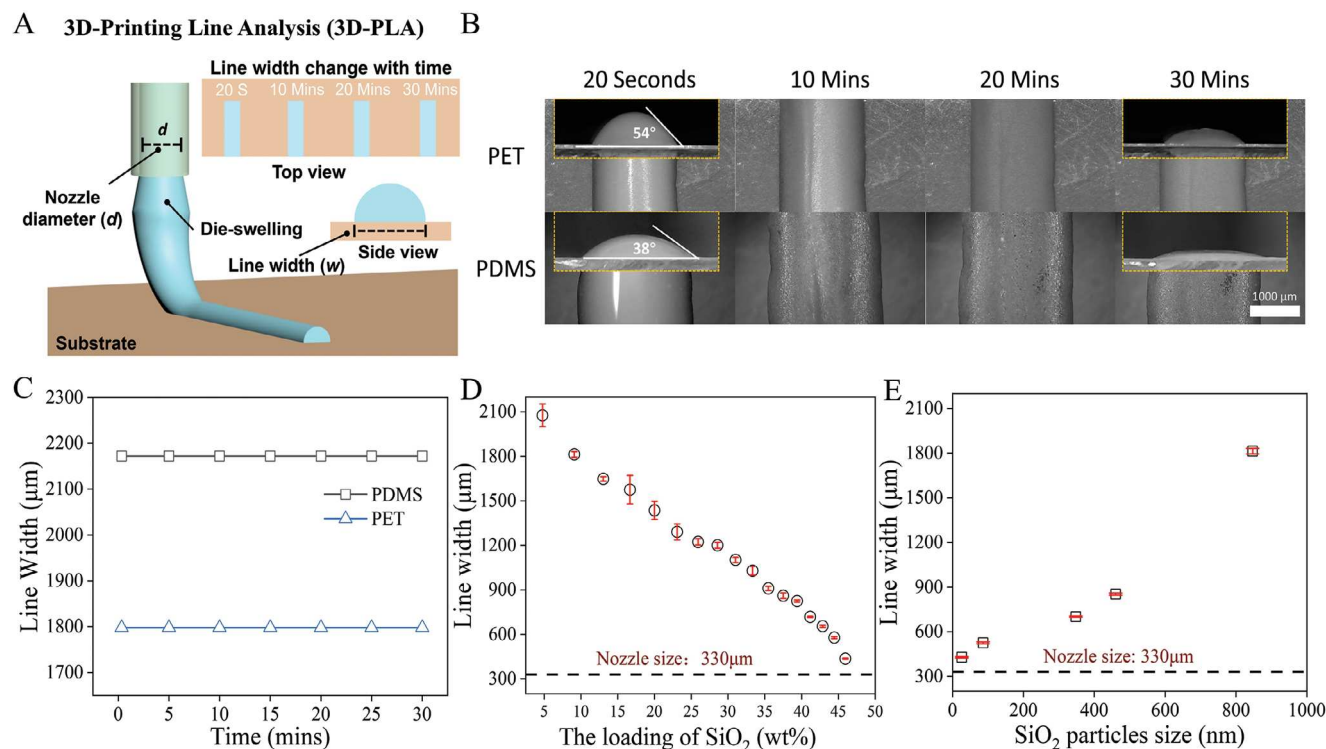 A
3D-Printing Line Analysis (3D-PLA)
Line width change with time
20 S 10 Mins 20 Mins 30 Mins
Top view
d
Nozzle
diameter (d)
Die-swelling
Line width (w)
Side view
Substrate
B
20 Seconds 10 Mins 20 Mins 30 Mins
PET
54°
PDMS
38°
1000 μm
C
2300
2200
2100
2000
1900
1800
1700
Line Width (μm)
PDMS
PET
0 5 10 15 20 25 30
Time (mins)
D
2100
1800
1500
1200
900
600
300
Line width (μm)
Nozzle size: 330μm
5 10 15 20 25 30 35 40 45 50
The loading of SiO₂ (wt%)
E
2100
1800
1500
1200
900
600
300
Line width (μm)
Nozzle size: 330μm
0 200 400 600 800 1000
SiO₂ particles size (nm)